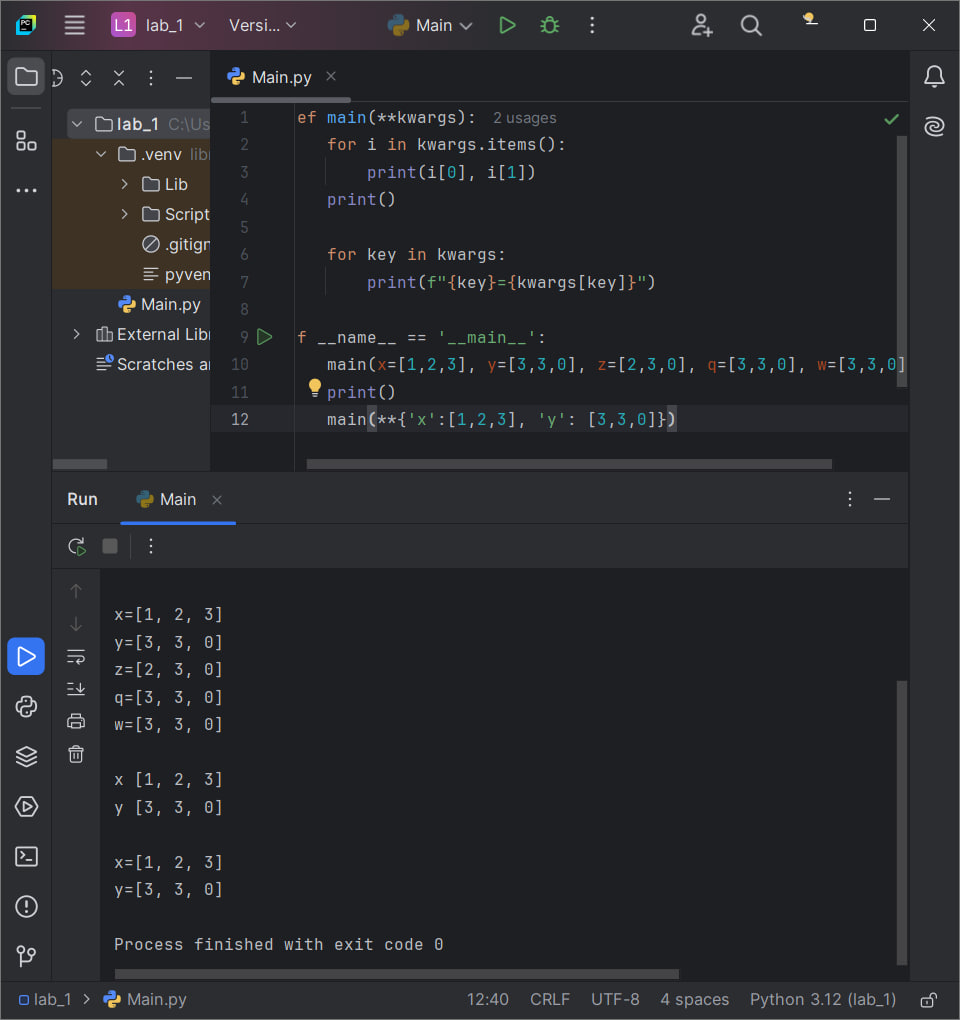 L1 lab_1 Versi... Main
Main.py
lab_1 C:\Us
.venv libr
Lib
Script
.gitign
pyven
Main.py
External Libr
Scratches a
1 ef main(**kwargs): 2 usages
2 for i in kwargs.items():
3 print(i[0], i[1])
4 print()
5
6 for key in kwargs:
7 print(f"{key}={kwargs[key]}")
8
9 f __name__ == '__main__':
10 main(x=[1,2,3], y=[3,3,0], z=[2,3,0], q=[3,3,0], w=[3,3,0]
11 print()
12 main(**{'x':[1,2,3], 'y': [3,3,0]})
Run Main
x=[1, 2, 3]
y=[3, 3, 0]
z=[2, 3, 0]
q=[3, 3, 0]
w=[3, 3, 0]
x [1, 2, 3]
y [3, 3, 0]
x=[1, 2, 3]
y=[3, 3, 0]
Process finished with exit code 0
lab_1 > Main.py 12:40 CRLF UTF-8 4 spaces Python 3.12 (lab_1)